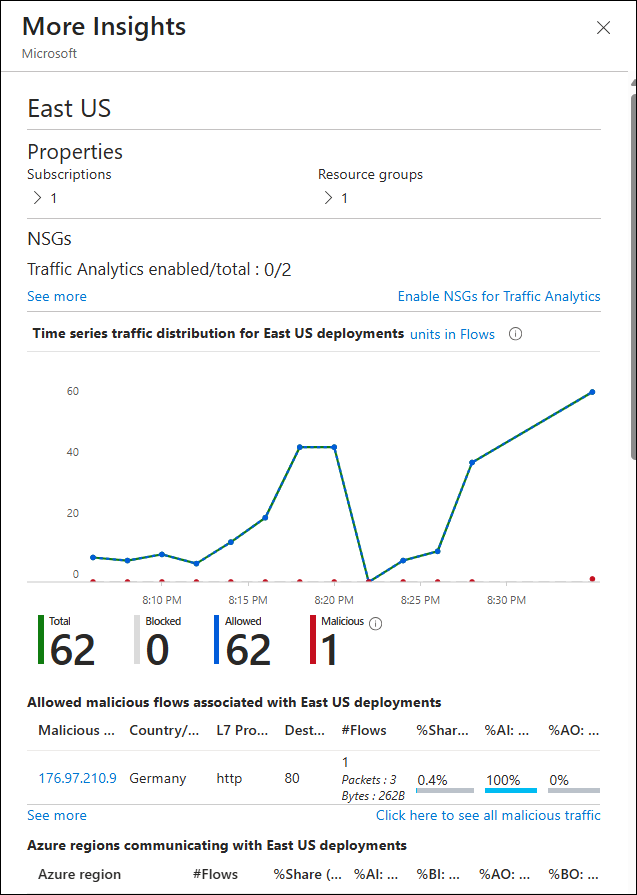 More Insights
Microsoft
East US
Properties
Subscriptions Resource groups
1 1
NSGs
Traffic Analytics enabled/total : 0/2
See more Enable NSGs for Traffic Analytics
Time series traffic distribution for East US deployments units in Flows
60
40
20
0
8:10 PM 8:15 PM 8:20 PM 8:25 PM 8:30 PM
Total Blocked Allowed Malicious
62 0 62 1
Allowed malicious flows associated with East US deployments
Malicious ... Country/... L7 Pro... Dest... #Flows %Shar... %AI: ... %AO: ...
1
176.97.210.9 Germany http 80 Packets : 3 0.4% 100% 0%
Bytes : 262B
See more Click here to see all malicious traffic
Azure regions communicating with East US deployments
Azure region #Flows %Share (... %AI: ... %BI: ... %AO: ... %BO: ...